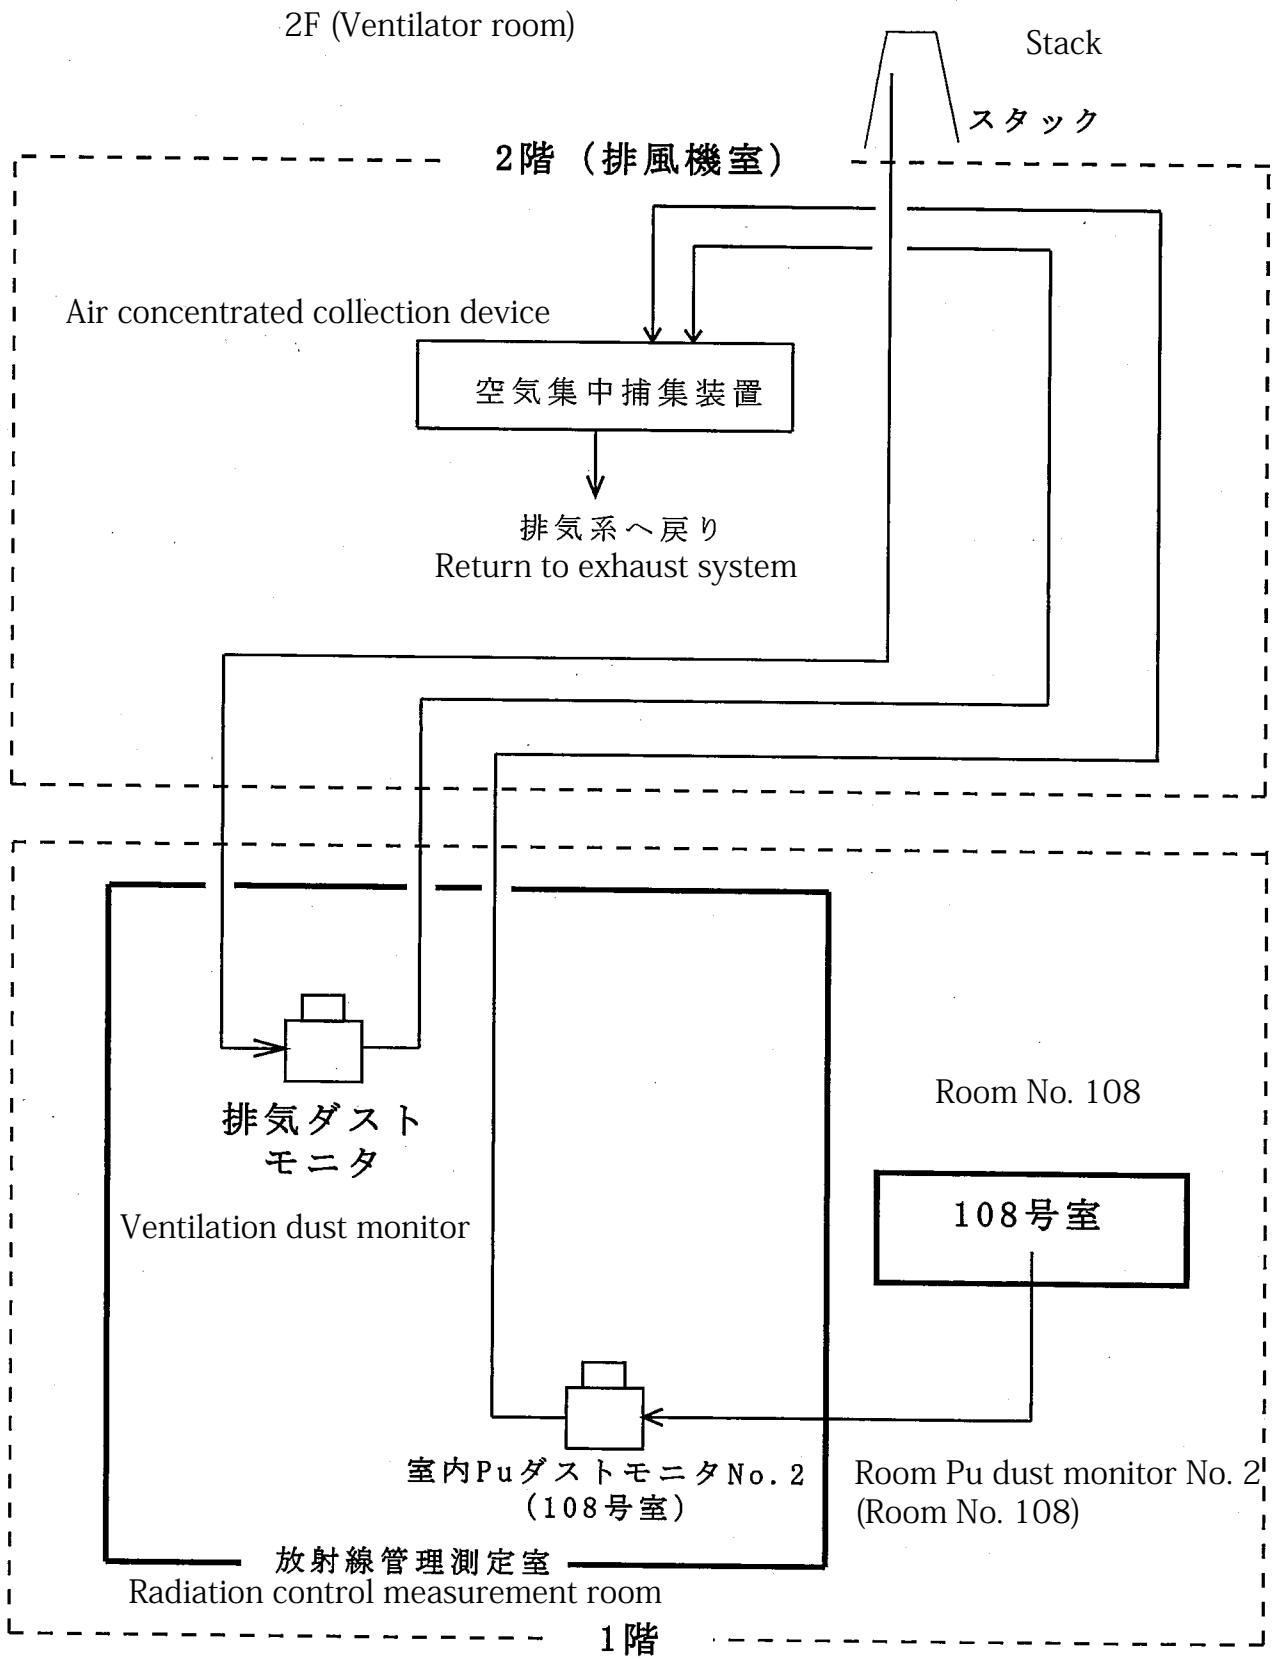 2F (Ventilator room)
Stack
スタック
2階 (排風機室)
Air concentrated collection device
空気集中捕集装置
排気系へ戻り
Return to exhaust system
排気ダスト
モニタ
Ventilation dust monitor
Room No. 108
108号室
室内PuダストモニタNo.2
(108号室)
Room Pu dust monitor No. 2
(Room No. 108)
放射線管理測定室
Radiation control measurement room
1階